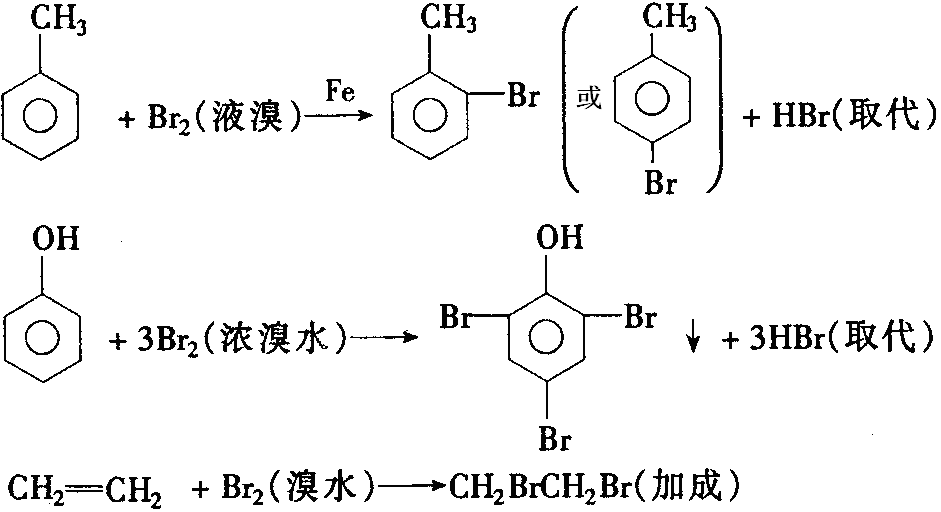 CH₃ CH₃ CH₃
+ Br₂(液溴) Fe → Br (或 Br) + HBr(取代)
OH OH
+ 3Br₂(浓溴水) → Br Br Br ↓ + 3HBr(取代)
CH₂=CH₂ + Br₂(溴水) → CH₂BrCH₂Br(加成)